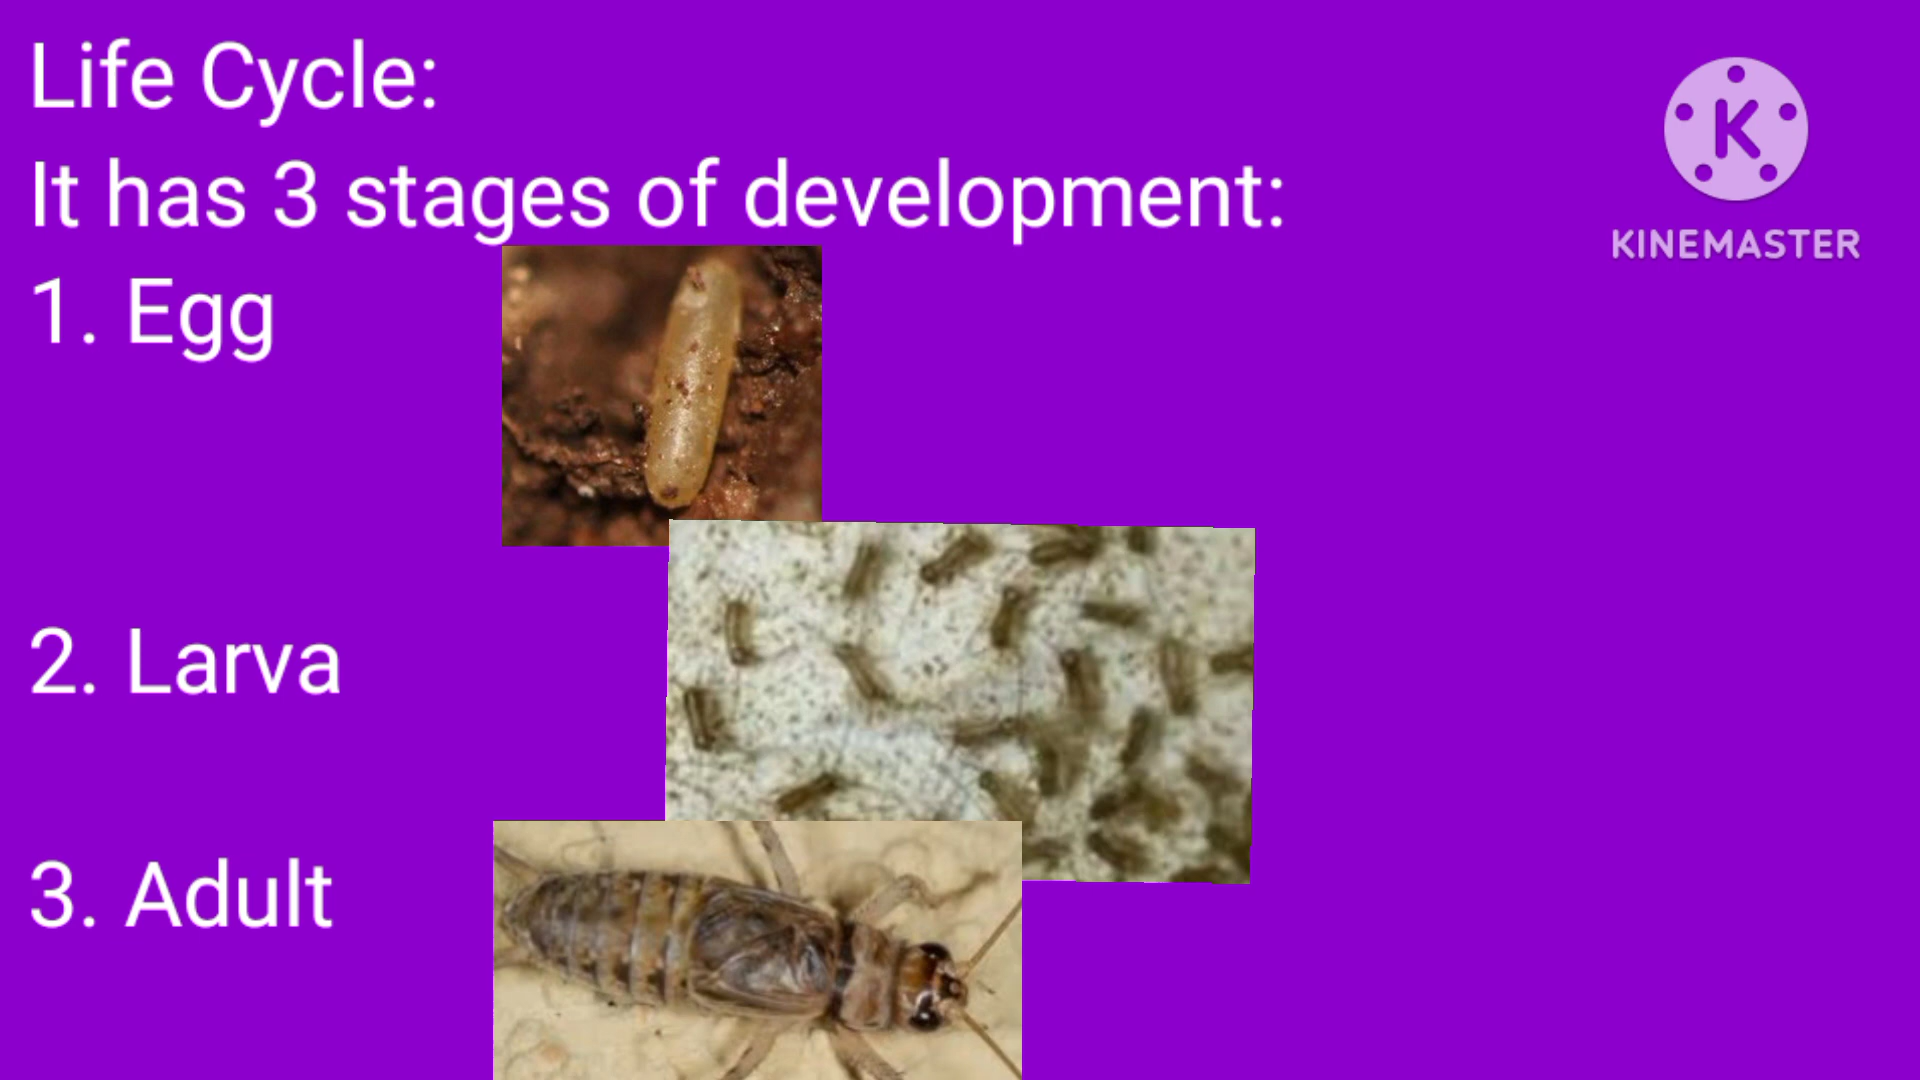 Life Cycle:
It has 3 stages of development:
1. Egg
2. Larva
3. Adult
K
KINEMASTER